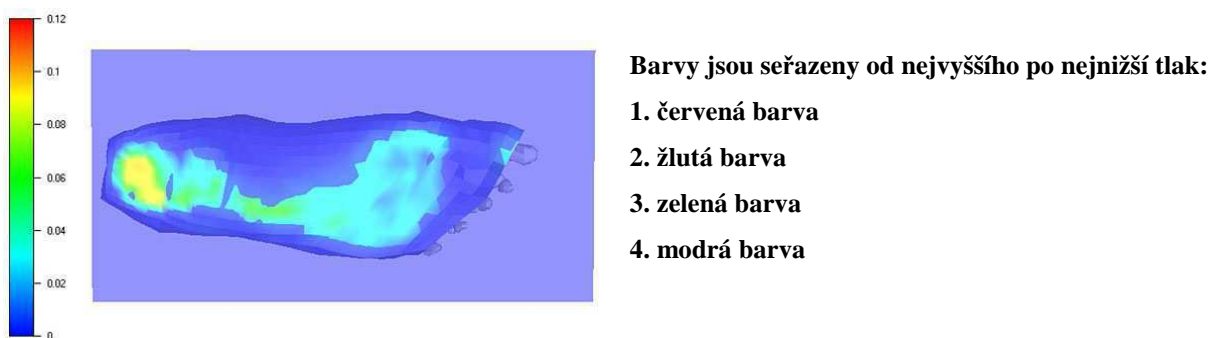 0.12
0.1
0.08
0.06
0.04
0.02
0
Barvy jsou seřazeny od nejvyššího po nejnižší tlak:
1. červená barva
2. žlutá barva
3. zelená barva
4. modrá barva